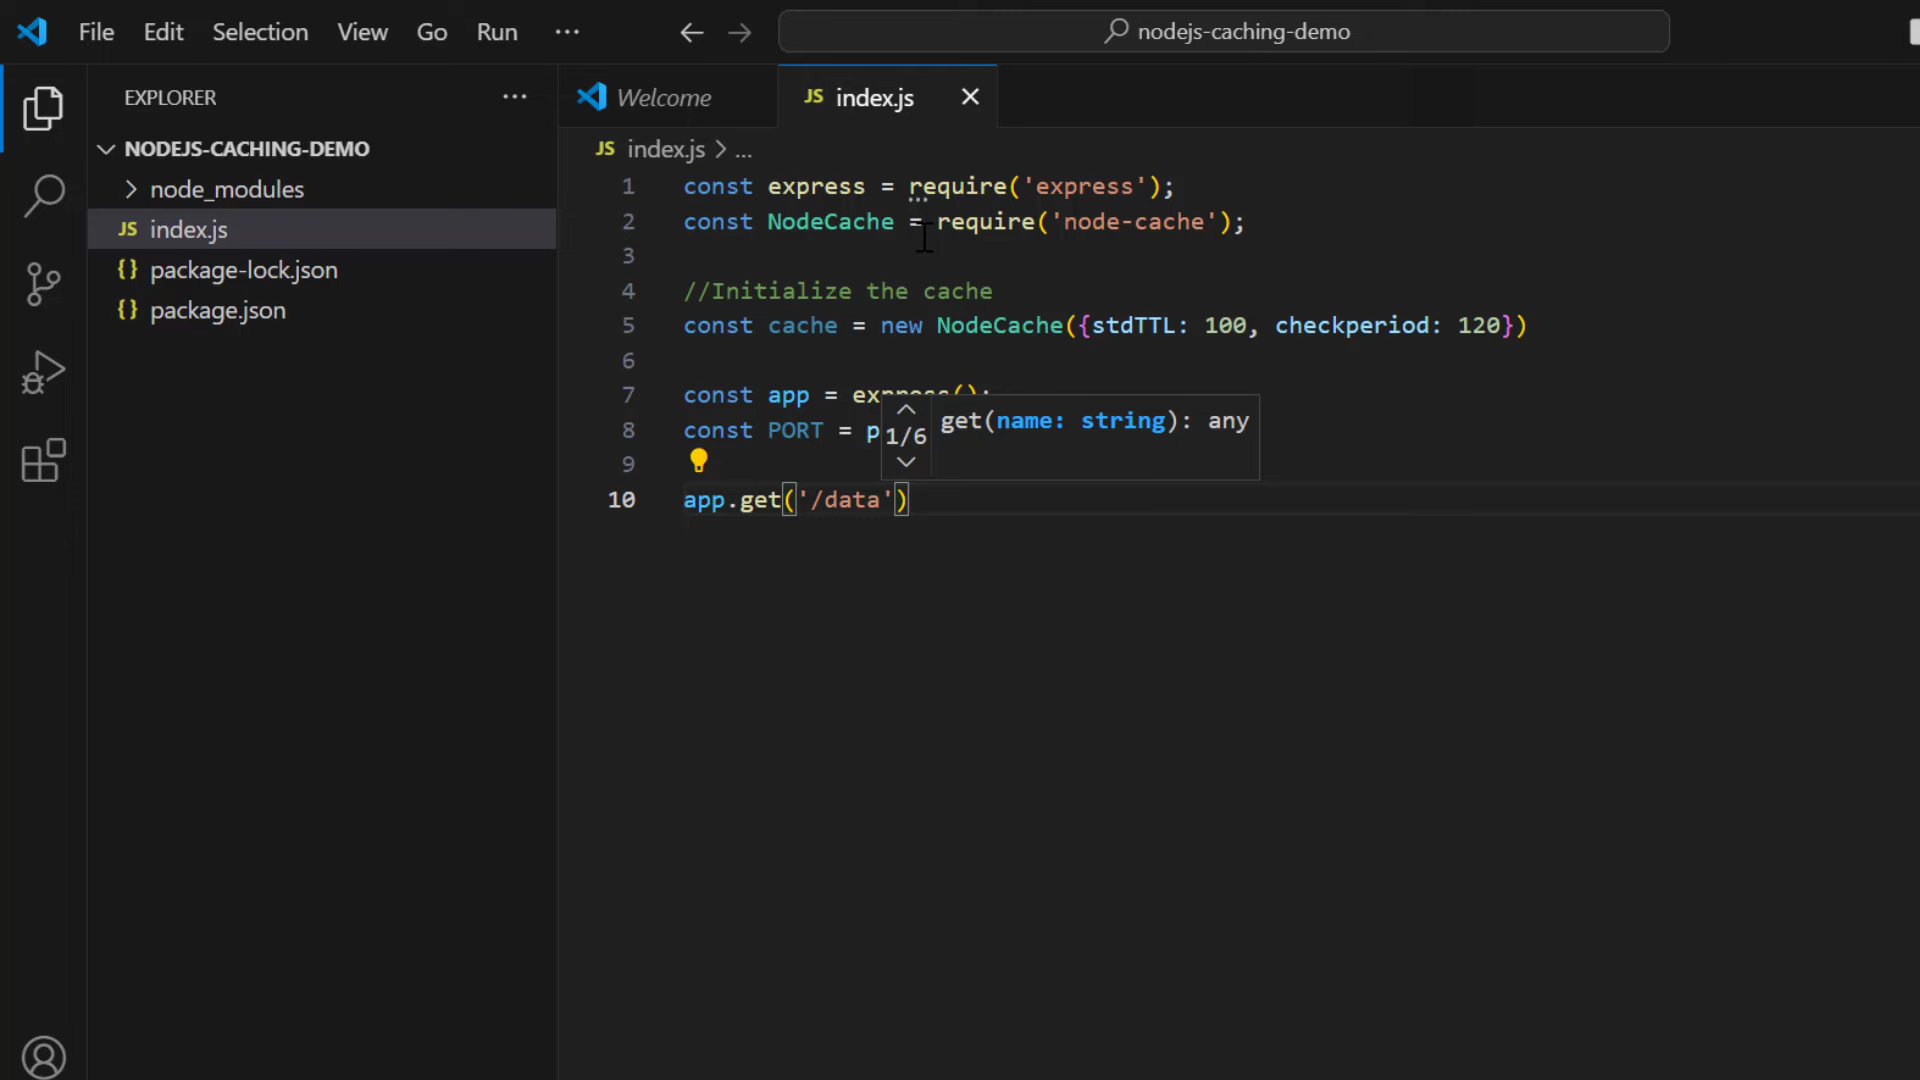 File Edit Selection View Go Run ···
nodejs-caching-demo
EXPLORER ···
Welcome
JS index.js
NODEJS-CACHING-DEMO
node_modules
JS index.js
{} package-lock.json
{} package.json
JS index.js > ...
1 const express = require('express');
2 const NodeCache = require('node-cache');
3
4 //Initialize the cache
5 const cache = new NodeCache({stdTTL: 100, checkperiod: 120})
6
7 const app = express();
8 const PORT = p
1/6 get(name: string): any
9
10 app.get('/data')